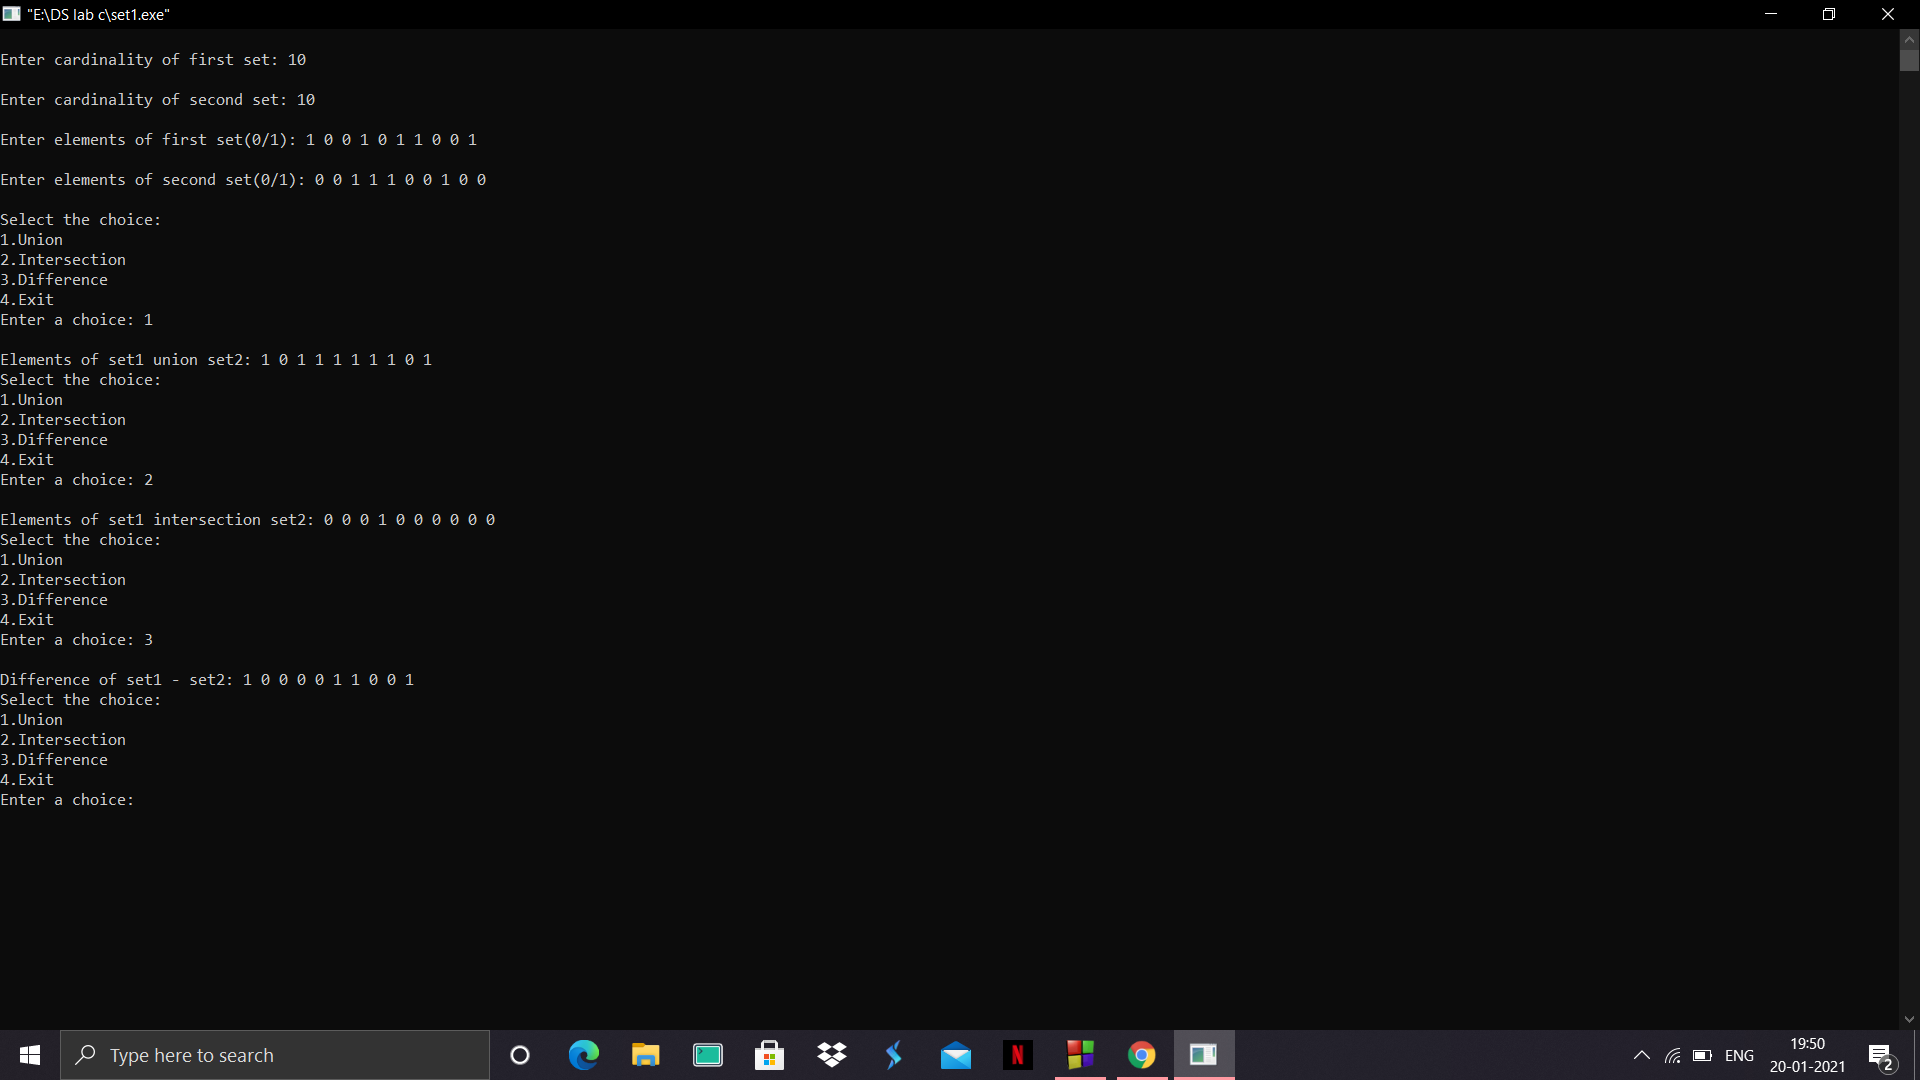 "E:\DS lab c\set1.exe"
Enter cardinality of first set: 10
Enter cardinality of second set: 10
Enter elements of first set(0/1): 1 0 0 1 0 1 1 0 0 1
Enter elements of second set(0/1): 0 0 1 1 1 0 0 1 0 0
Select the choice:
1.Union
2.Intersection
3.Difference
4.Exit
Enter a choice: 1
Elements of set1 union set2: 1 0 1 1 1 1 1 1 0 1
Select the choice:
1.Union
2.Intersection
3.Difference
4.Exit
Enter a choice: 2
Elements of set1 intersection set2: 0 0 0 1 0 0 0 0 0 0
Select the choice:
1.Union
2.Intersection
3.Difference
4.Exit
Enter a choice: 3
Difference of set1 - set2: 1 0 0 0 0 1 1 0 0 1
Select the choice:
1.Union
2.Intersection
3.Difference
4.Exit
Enter a choice:
Type here to search
N
ENG
19:50
20-01-2021
2